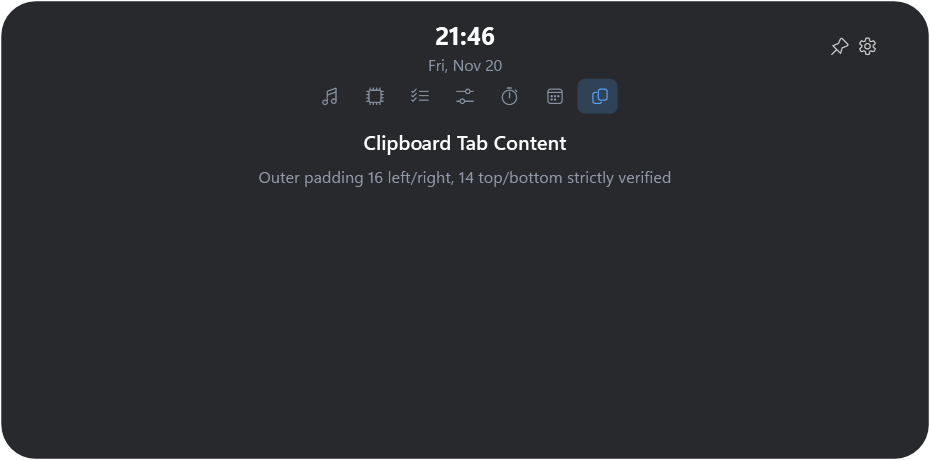 21:46
Fri, Nov 20
Clipboard Tab Content
Outer padding 16 left/right, 14 top/bottom strictly verified